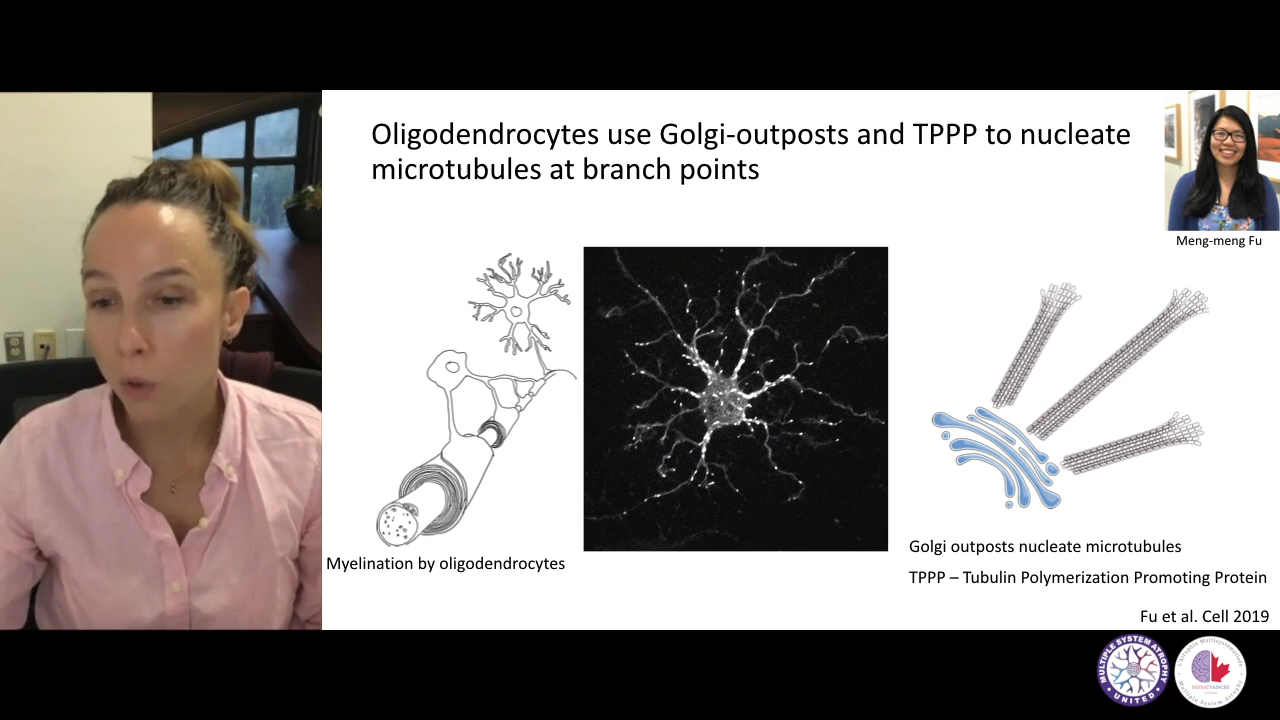 Oligodendrocytes use Golgi-outposts and TPPP to nucleate
microtubules at branch points
Meng-meng Fu
Myelination by oligodendrocytes
Golgi outposts nucleate microtubules
TPPP – Tubulin Polymerization Promoting Protein
Fu et al. Cell 2019
MULTIPLE SYSTEM ATROPHY
UNITED